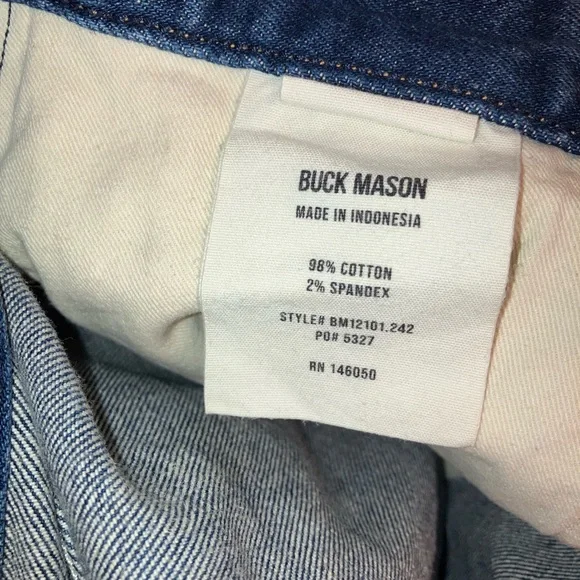 BUCK MASON
MADE IN INDONESIA
98% COTTON
2% SPANDEX
STYLE# BM12101.242
PO# 5327
RN 146050